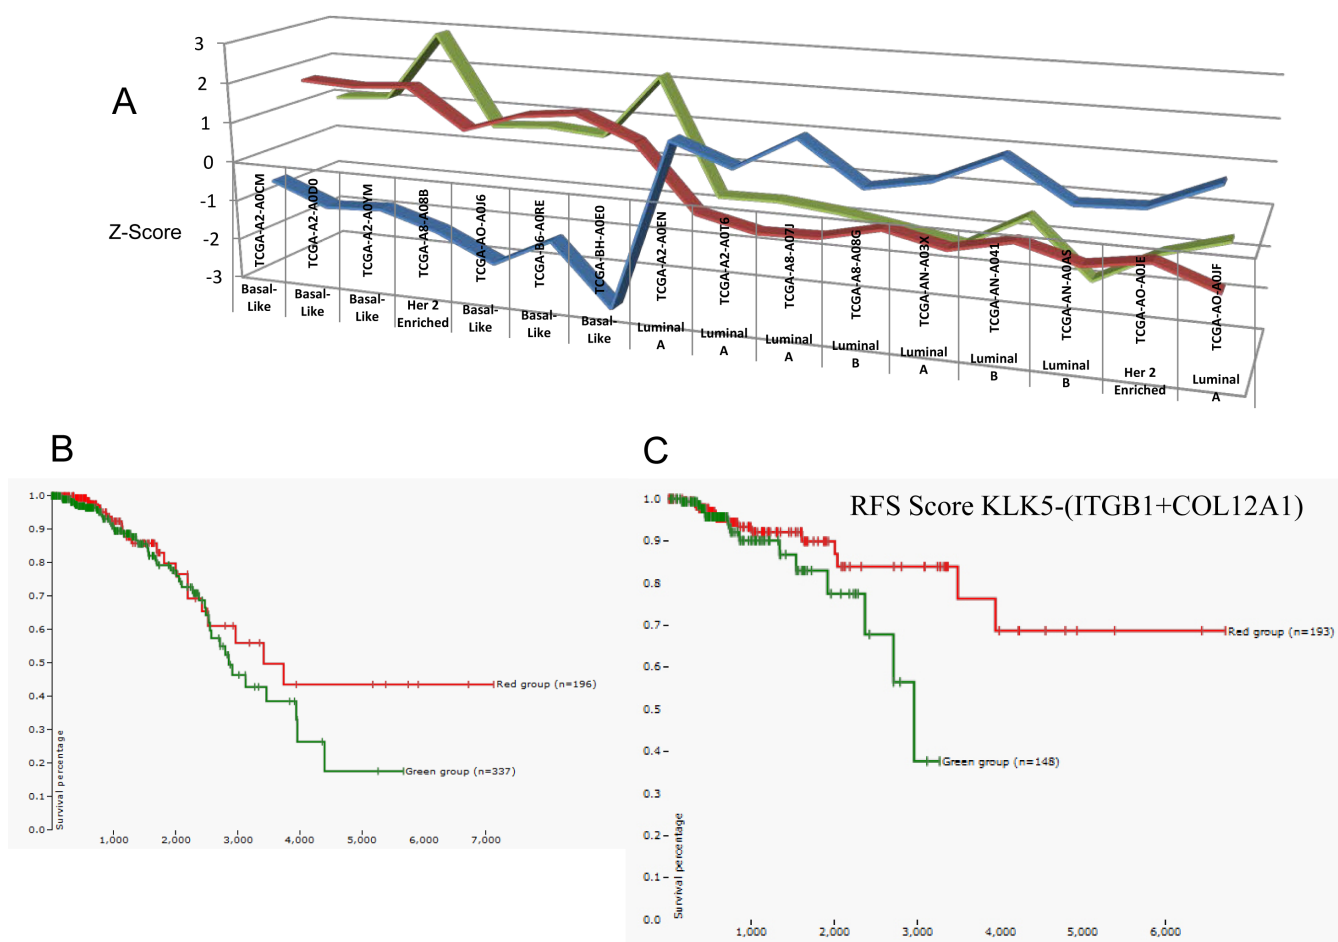 A
3
2
1
0
-1
-2
-3
Z-Score
TCGA-A2-A0CM
TCGA-A2-A0D0
TCGA-A2-A0YM
TCGA-A8-A08B
TCGA-AO-A0J6
TCGA-B6-A0RE
TCGA-BH-A0E0
TCGA-A2-A0EN
TCGA-A2-A0T6
TCGA-A8-A07J
TCGA-A8-A08G
TCGA-AN-A03X
TCGA-AN-A041
TCGA-AN-A0AS
TCGA-AO-A0JE
TCGA-AO-A0JF
Basal-
Like
Basal-
Like
Basal-
Like
Her 2
Enriched
Basal-
Like
Basal-
Like
Basal-
Like
Luminal
A
Luminal
A
Luminal
A
Luminal
B
Luminal
A
Luminal
B
Luminal
B
Her 2
Enriched
Luminal
A
B
1.0
0.9
0.8
0.7
0.6
0.5
0.4
0.3
0.2
0.1
0.0
Survival percentage
Red group (n=196)
Green group (n=337)
1,000 2,000 3,000 4,000 5,000 6,000 7,000
C
RFS Score KLK5-(ITGB1+COL12A1)
1.0
0.9
0.8
0.7
0.6
0.5
0.4
0.3
0.2
0.1
0.0
Survival percentage
Red group (n=193)
Green group (n=148)
1,000 2,000 3,000 4,000 5,000 6,000